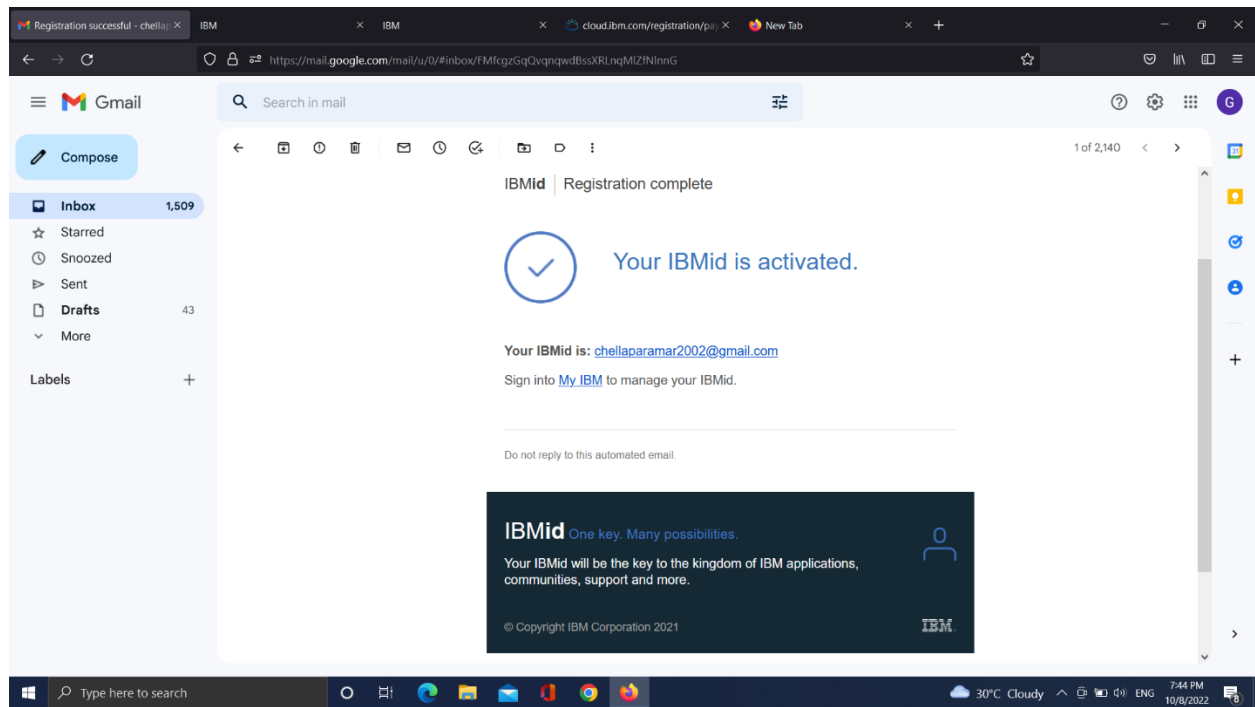 Registration successful - chellap
IBM
IBM
cloud.ibm.com/registration/pay
New Tab
https://mail.google.com/mail/u/0/#inbox/FMfcgzGqQvqnqwdBssXRLnqMlZfNlnnG
Gmail
Search in mail
G
Compose
1 of 2,140
31
Inbox 1,509
Starred
Snoozed
Sent
Drafts 43
More
Labels
IBMid Registration complete
Your IBMid is activated.
Your IBMid is: chellaparamar2002@gmail.com
Sign into My IBM to manage your IBMid.
Do not reply to this automated email.
IBMid One key. Many possibilities.
Your IBMid will be the key to the kingdom of IBM applications,
communities, support and more.
© Copyright IBM Corporation 2021
IBM.
Type here to search
30°C Cloudy
ENG
7:44 PM
10/8/2022
8